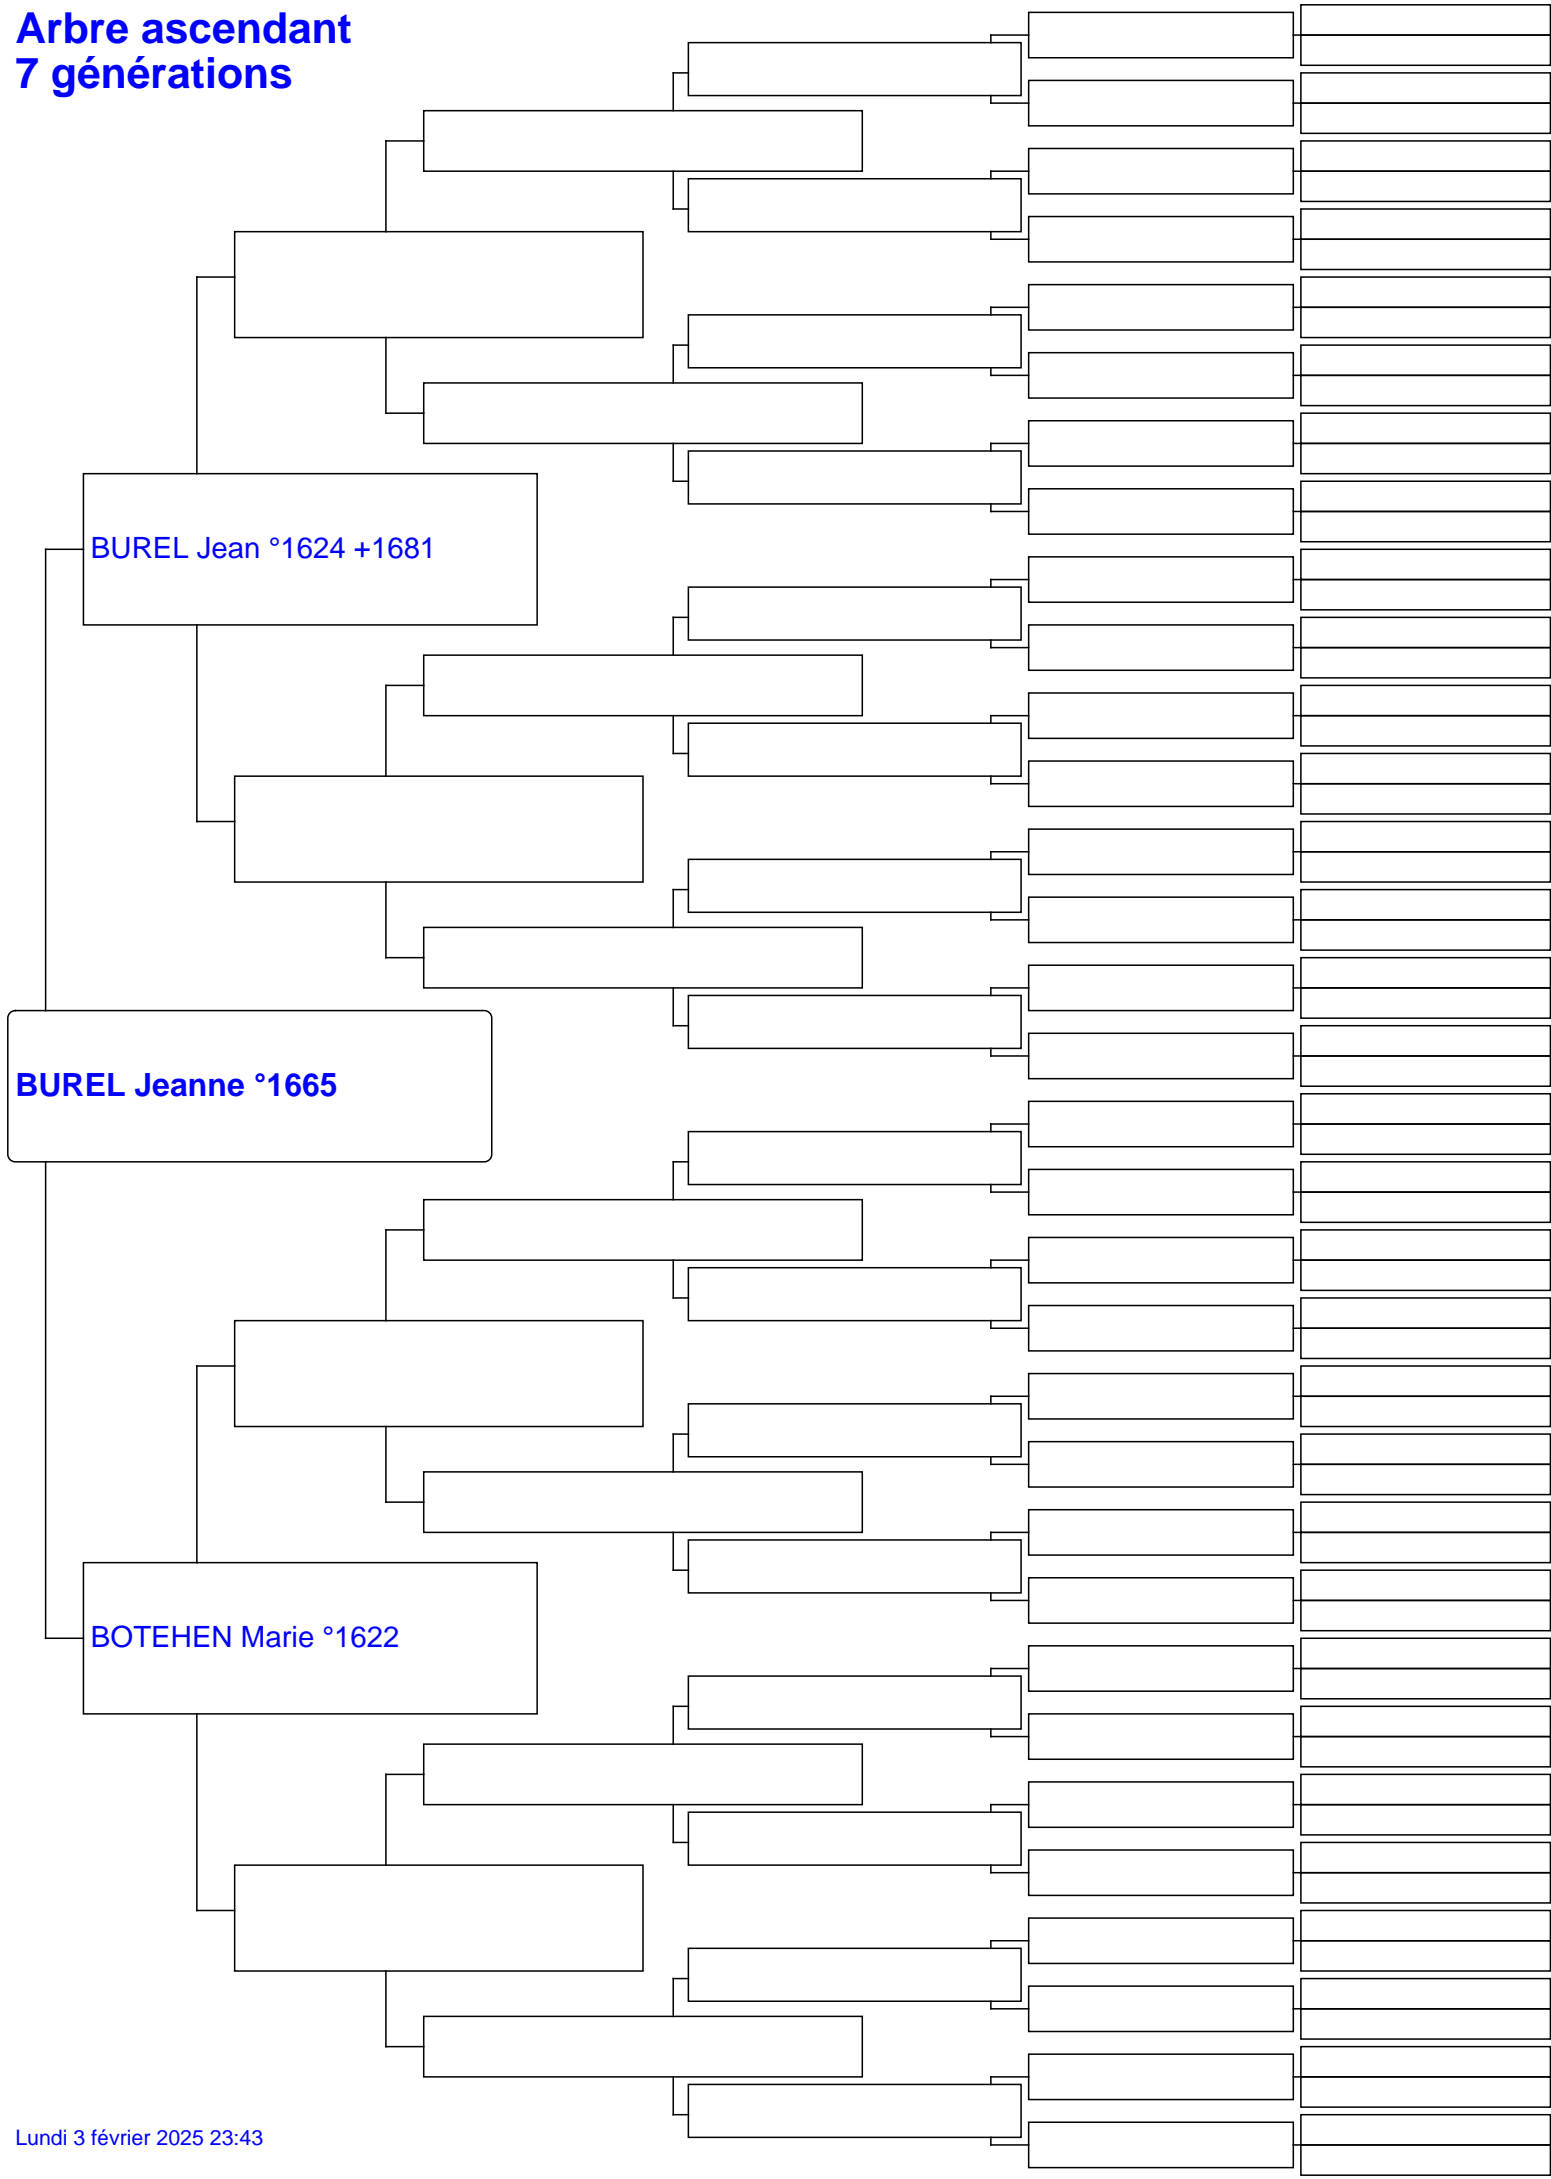 Arbre ascendant
7 générations
BUREL Jean °1624 +1681
BUREL Jeanne °1665
BOTEHEN Marie °1622
Lundi 3 février 2025 23:43